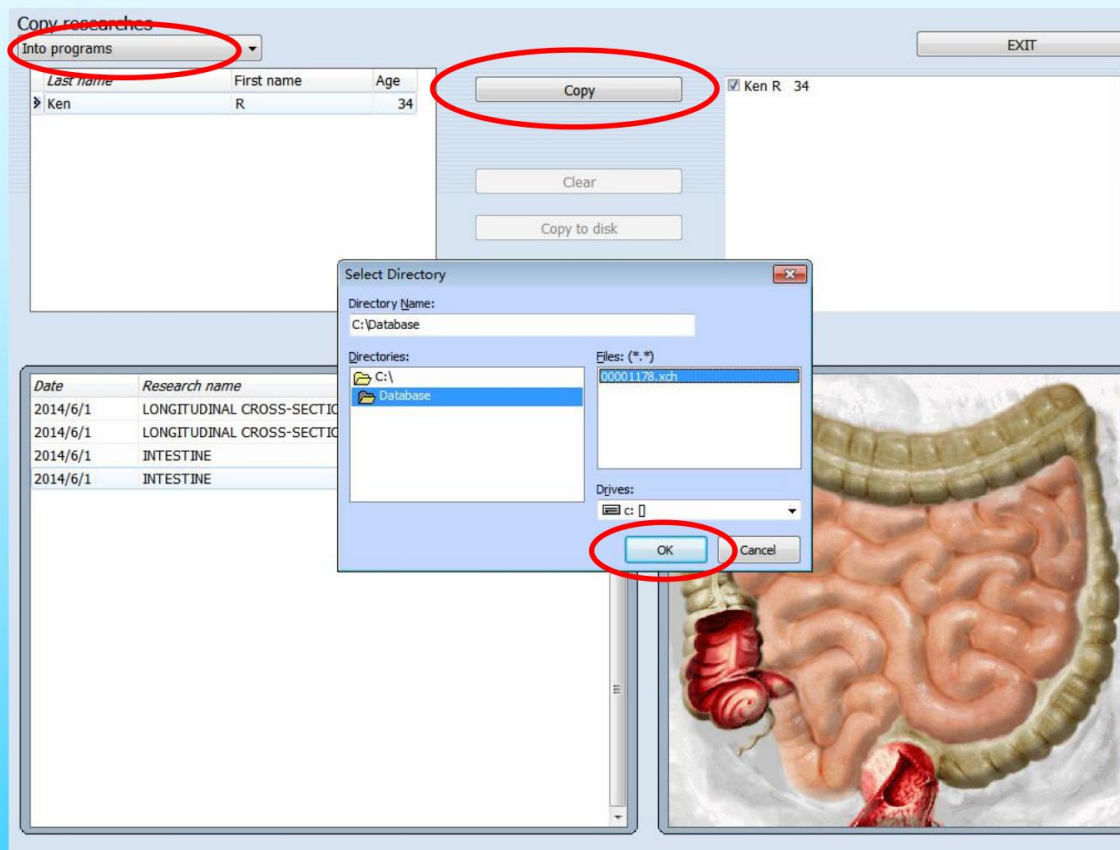 Copy researches
Into programs
EXIT
Last name First name Age
Ken R 34
Copy
Ken R 34
Clear
Copy to disk
Select Directory
Directory Name:
C:\Database
Directories:
C:\
Database
Files: (*.*)
00001178.xch
Drives:
c: []
OK
Cancel
Date Research name
2014/6/1 LONGITUDINAL CROSS-SECTIO
2014/6/1 LONGITUDINAL CROSS-SECTIO
2014/6/1 INTESTINE
2014/6/1 INTESTINE